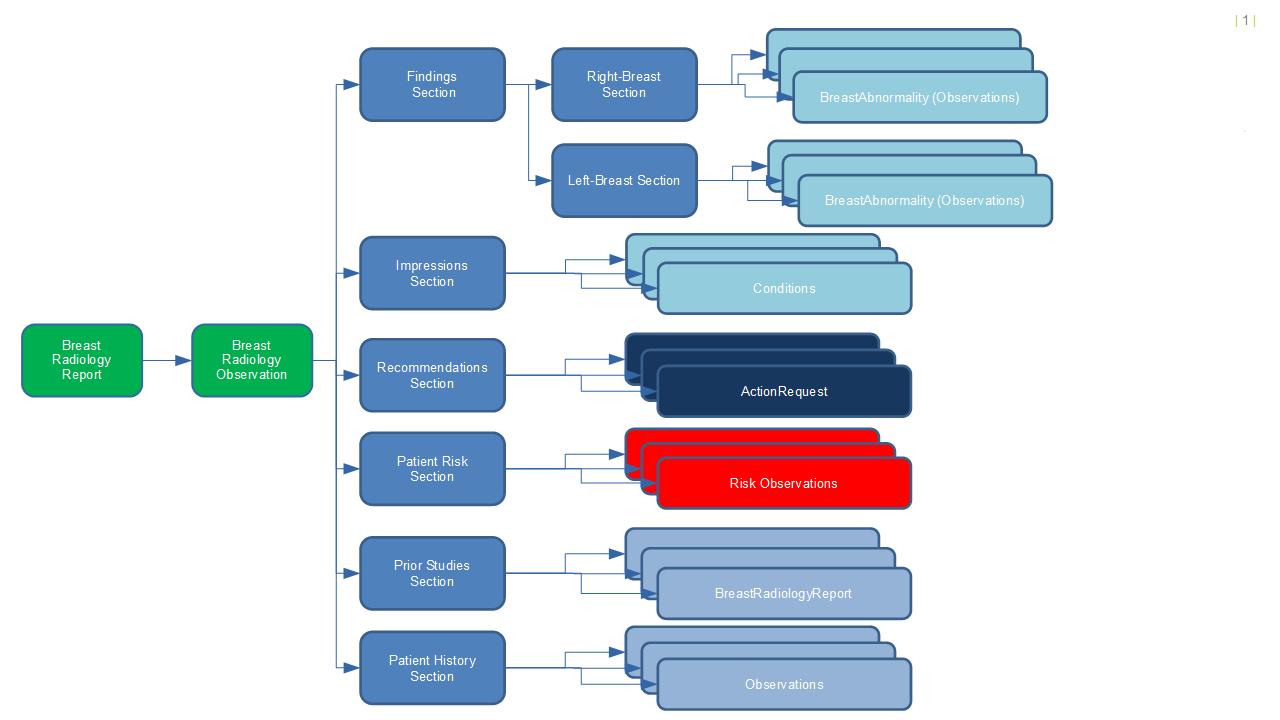 | 1 |
Findings
Section
Right-Breast
Section
BreastAbnormality (Observations)
Left-Breast Section
BreastAbnormality (Observations)
Impressions
Section
Conditions
Breast
Radiology
Report
Breast
Radiology
Observation
Recommendations
Section
ActionRequest
Patient Risk
Section
Risk Observations
Prior Studies
Section
BreastRadiologyReport
Patient History
Section
Observations